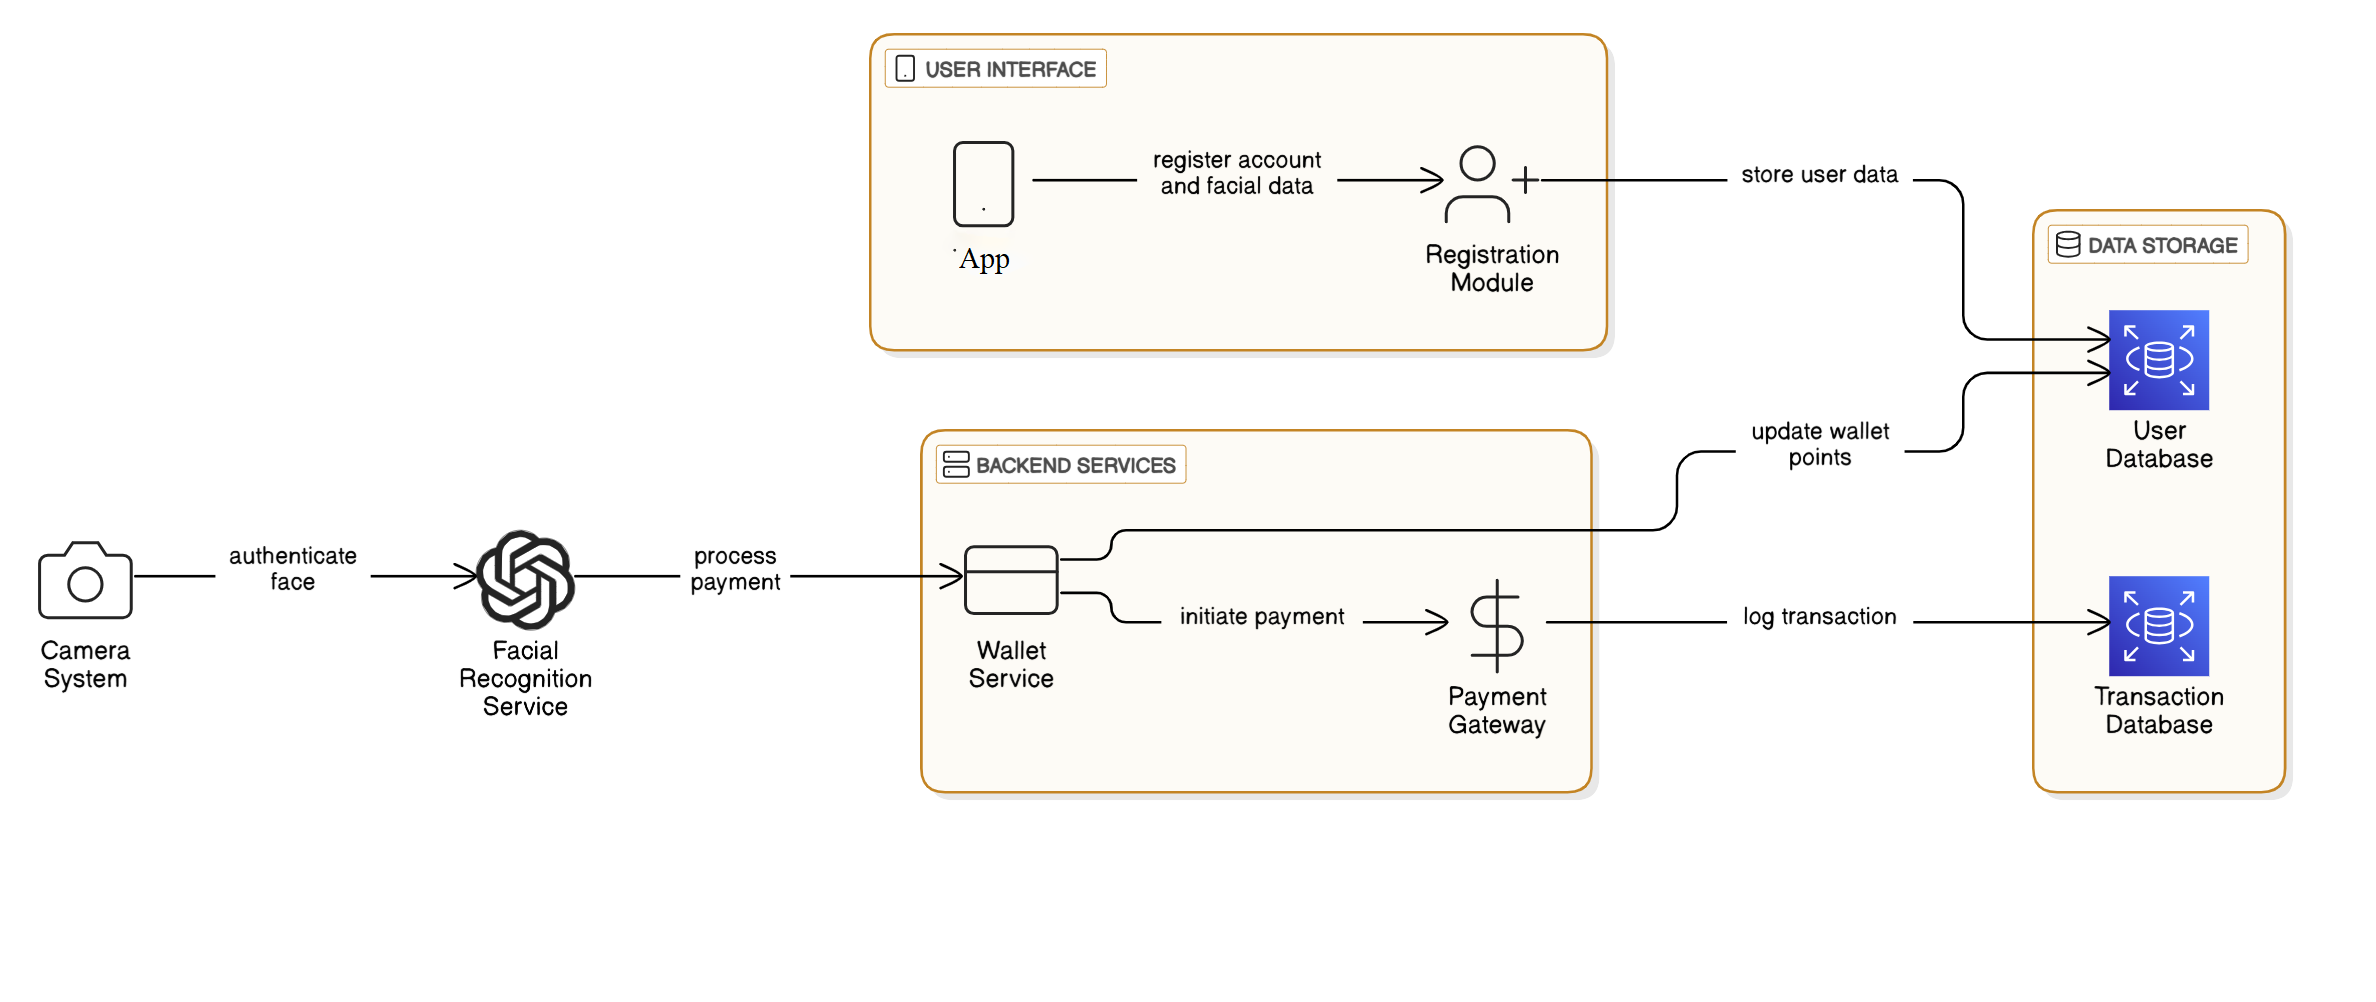 USER INTERFACE
register account
and facial data
App
Registration
Module
store user data
DATA STORAGE
User
Database
update wallet
points
BACKEND SERVICES
authenticate
face
process
payment
initiate payment
log transaction
Camera
System
Facial
Recognition
Service
Wallet
Service
Payment
Gateway
Transaction
Database